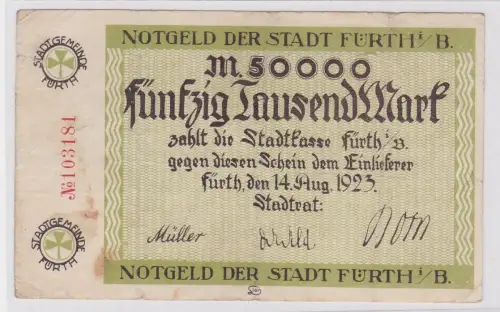 NOTGELD DER STADT FÜRTH i/B.
M. 50000
Fünfzig Tausend Mark
zahlt die Stadtkasse Fürth i/B.
gegen diesen Schein dem Einlieferer
Fürth, den 14. Aug. 1923.
Stadtrat:
Müller
NOTGELD DER STADT FÜRTH i/B.
STADTGEMEINDE FÜRTH
№103181
STADTGEMEINDE FÜRTH